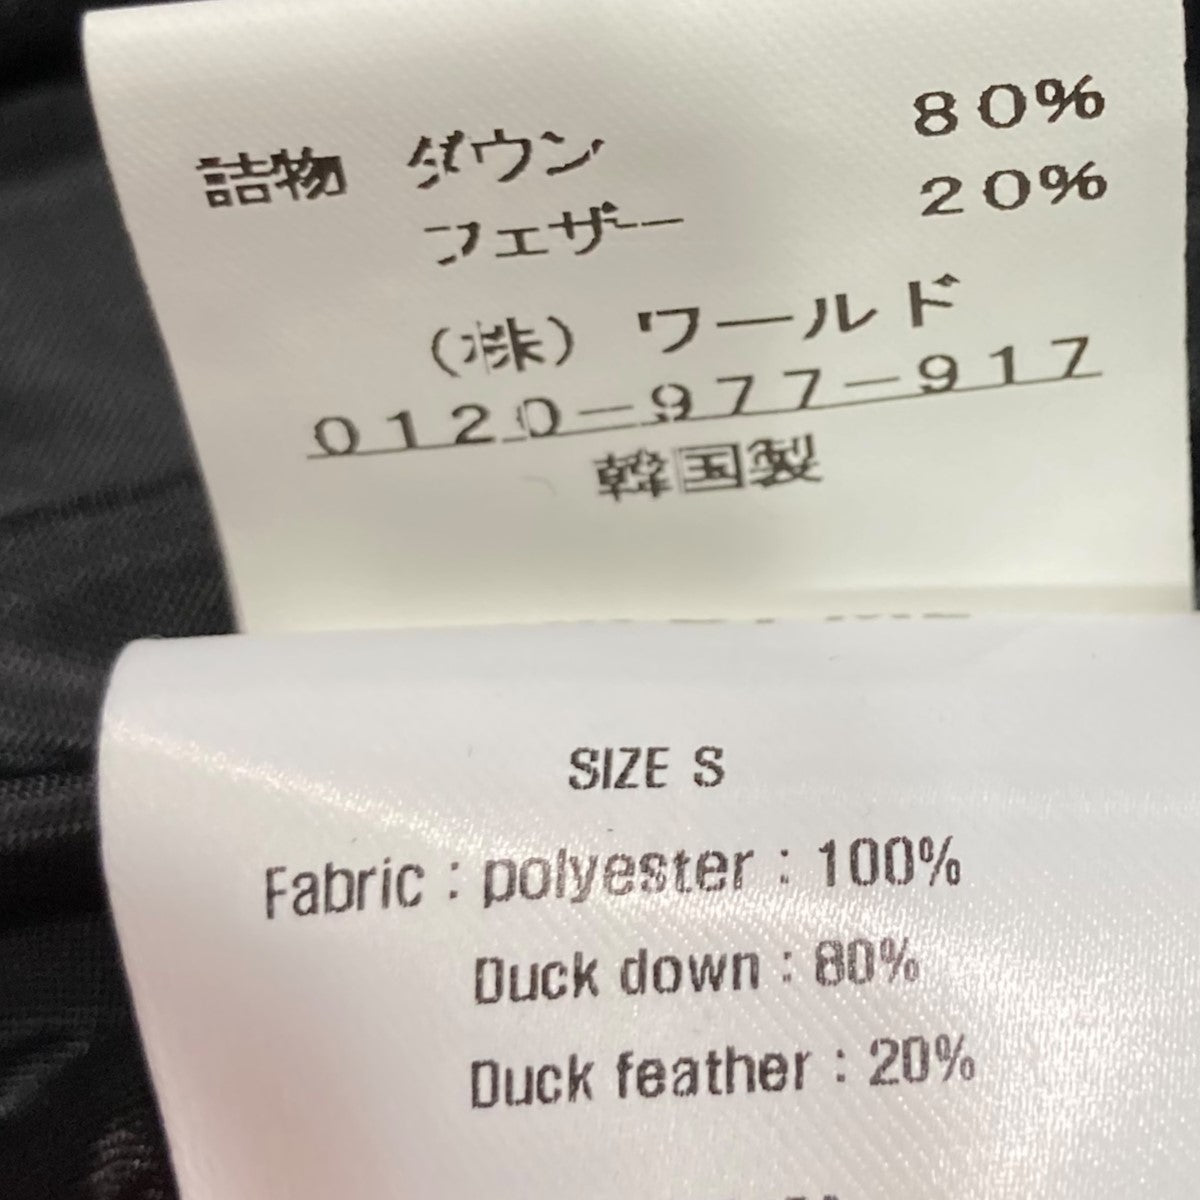 詰物 ダウン 80%
フェザー 20%
(株) ワールド
0120-977-917
韓国製
SIZE S
Fabric : polyester : 100%
Duck down : 80%
Duck feather : 20%